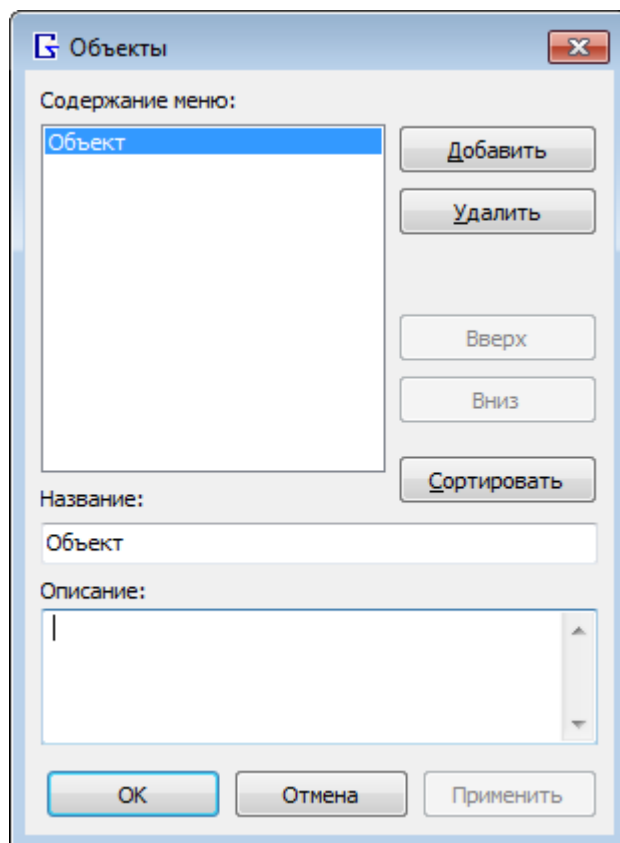 Объекты
Содержание меню:
Объект
Добавить
Удалить
Вверх
Вниз
Сортировать
Название:
Объект
Описание:
OK
Отмена
Применить